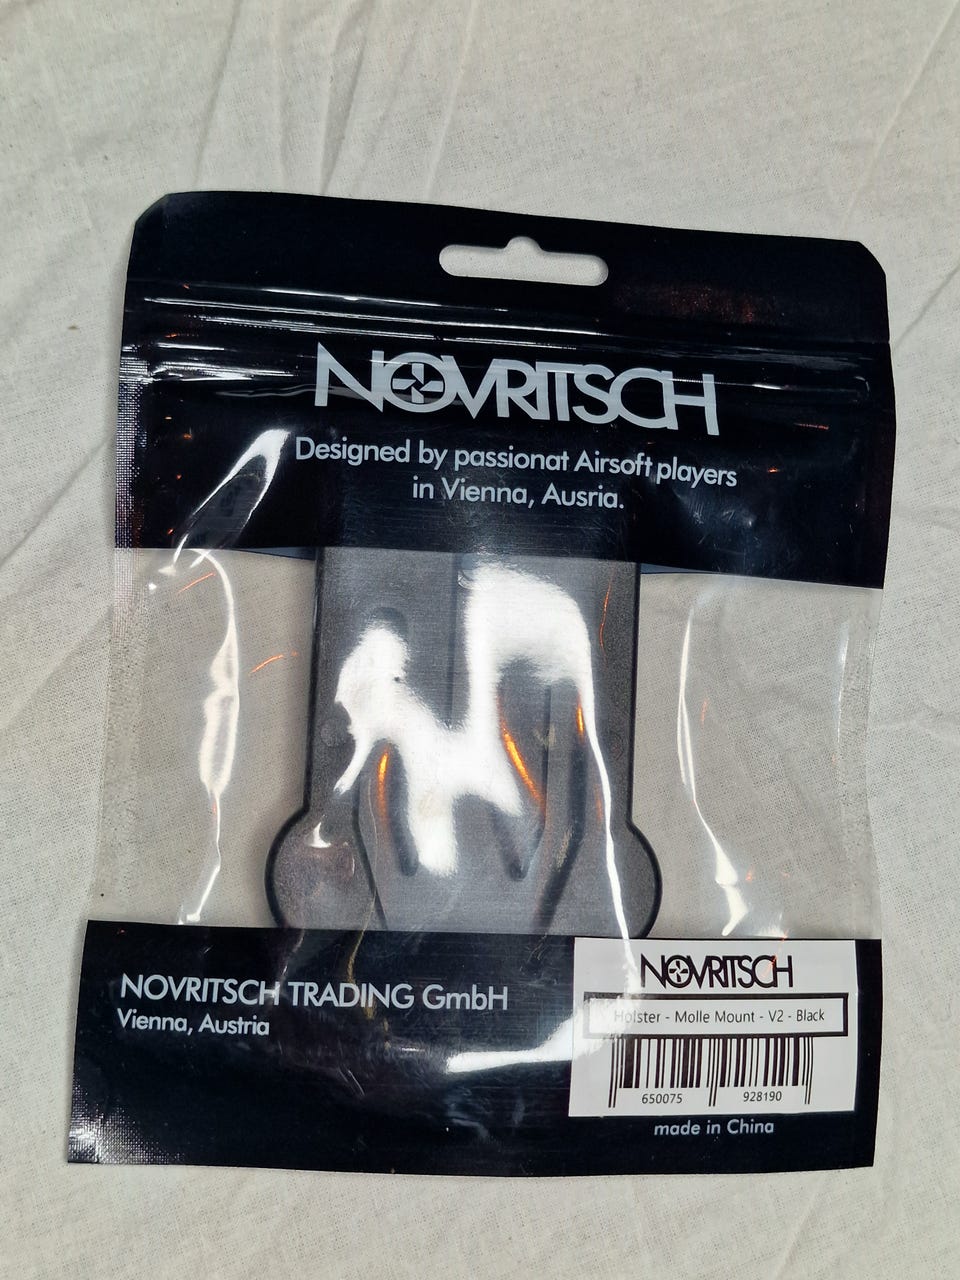 NOVRITSCH
Designed by passionat Airsoft players
in Vienna, Ausria.
NOVRITSCH TRADING GmbH
Vienna, Austria
NOVRITSCH
Holster - Molle Mount - V2 - Black
650075 928190
made in China